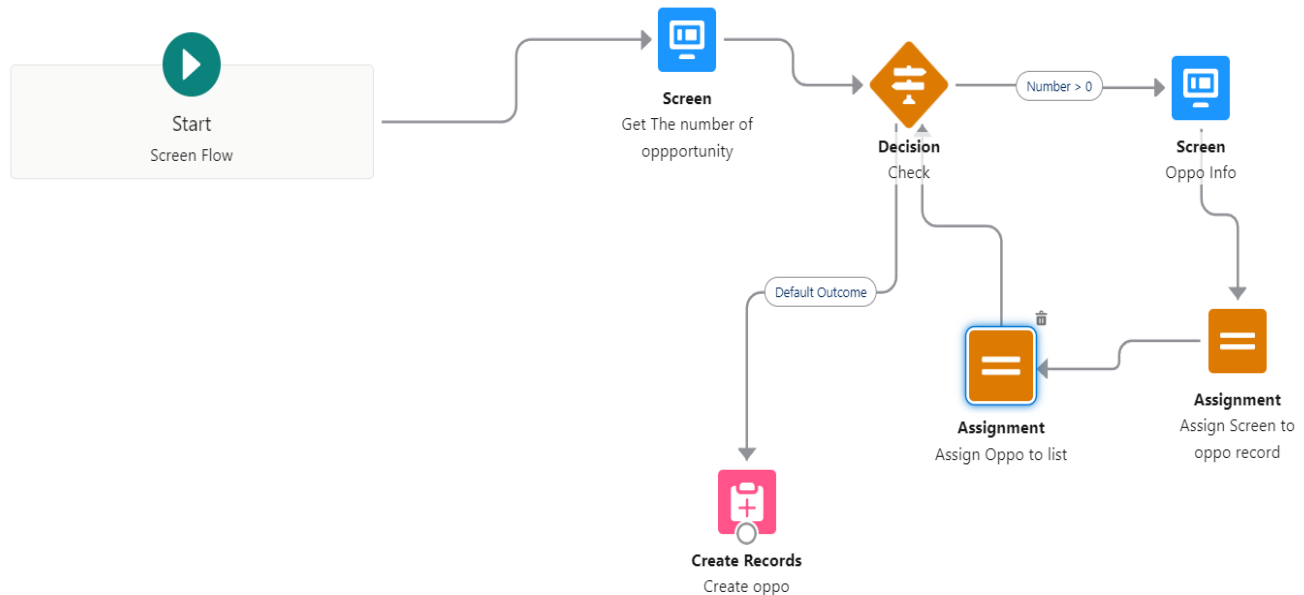 Start
Screen Flow
Screen
Get The number of
oppportunity
Decision
Check
Number > 0
Screen
Oppo Info
Default Outcome
Assignment
Assign Screen to
oppo record
Assignment
Assign Oppo to list
Create Records
Create oppo